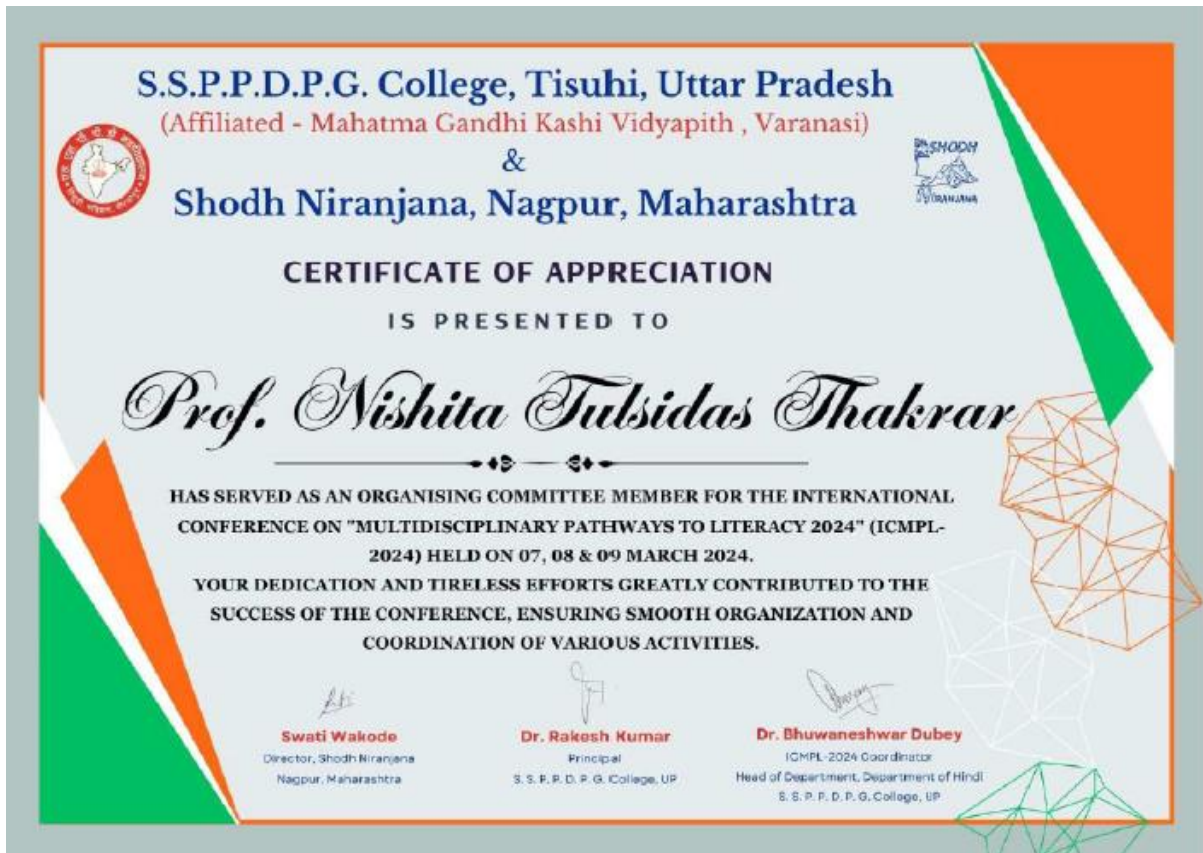 S.S.P.P.D.P.G. College, Tisuhi, Uttar Pradesh
(Affiliated - Mahatma Gandhi Kashi Vidyapith , Varanasi)
&
Shodh Niranjana, Nagpur, Maharashtra
SHODH
NIRANJANA
CERTIFICATE OF APPRECIATION
IS PRESENTED TO
Prof. Nishita Tulsidas Thakrar
HAS SERVED AS AN ORGANISING COMMITTEE MEMBER FOR THE INTERNATIONAL
CONFERENCE ON "MULTIDISCIPLINARY PATHWAYS TO LITERACY 2024" (ICMPL-
2024) HELD ON 07, 08 & 09 MARCH 2024.
YOUR DEDICATION AND TIRELESS EFFORTS GREATLY CONTRIBUTED TO THE
SUCCESS OF THE CONFERENCE, ENSURING SMOOTH ORGANIZATION AND
COORDINATION OF VARIOUS ACTIVITIES.
Swati Wakode
Director, Shodh Niranjana
Nagpur, Maharashtra
Dr. Rakesh Kumar
Principal
S. S. P. P. D. P. G. College, UP
Dr. Bhuwaneshwar Dubey
ICMPL-2024 Coordinator
Head of Department, Department of Hindi
S. S. P. P. D. P. G. College, UP